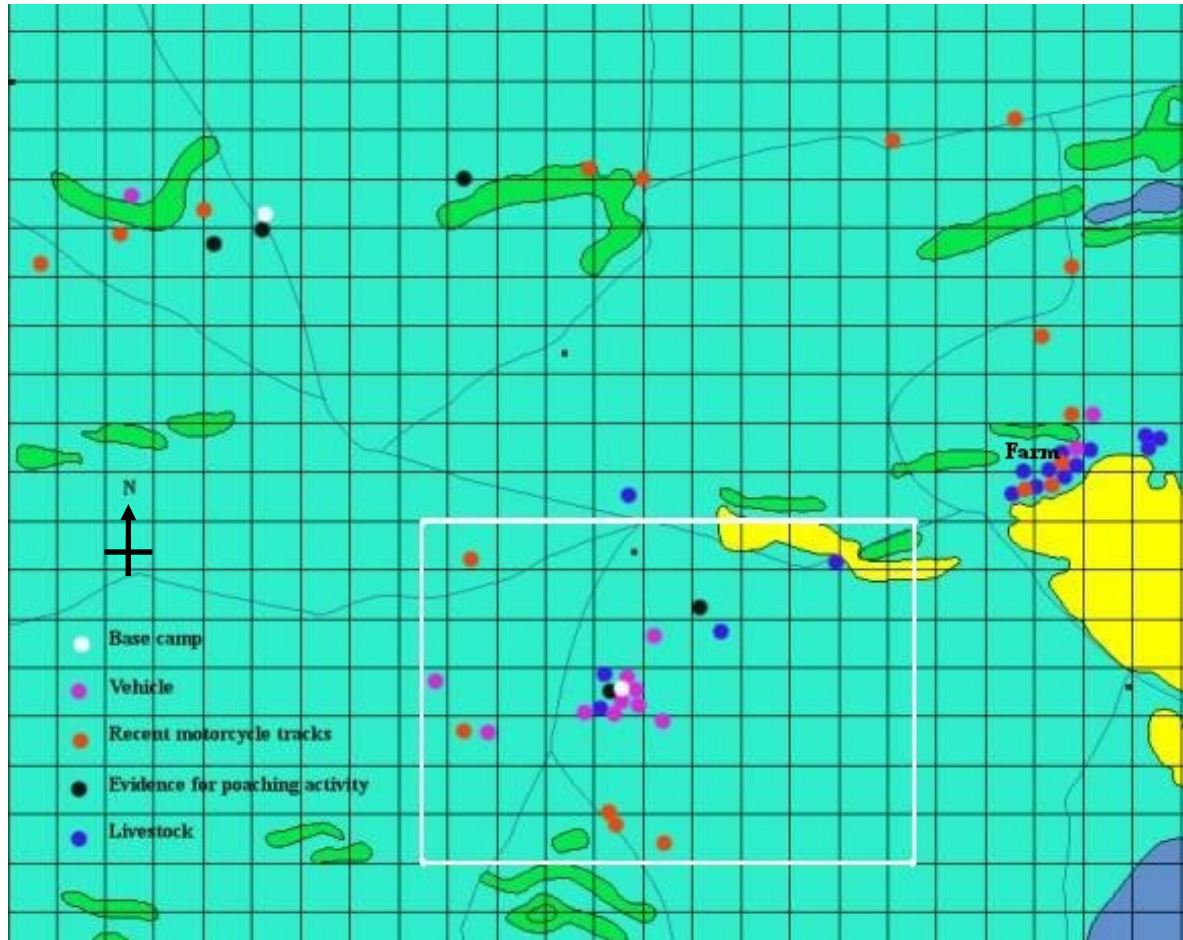 Farm
N
Base camp
Vehicle
Recent motorcycle tracks
Evidence for poaching activity
Livestock